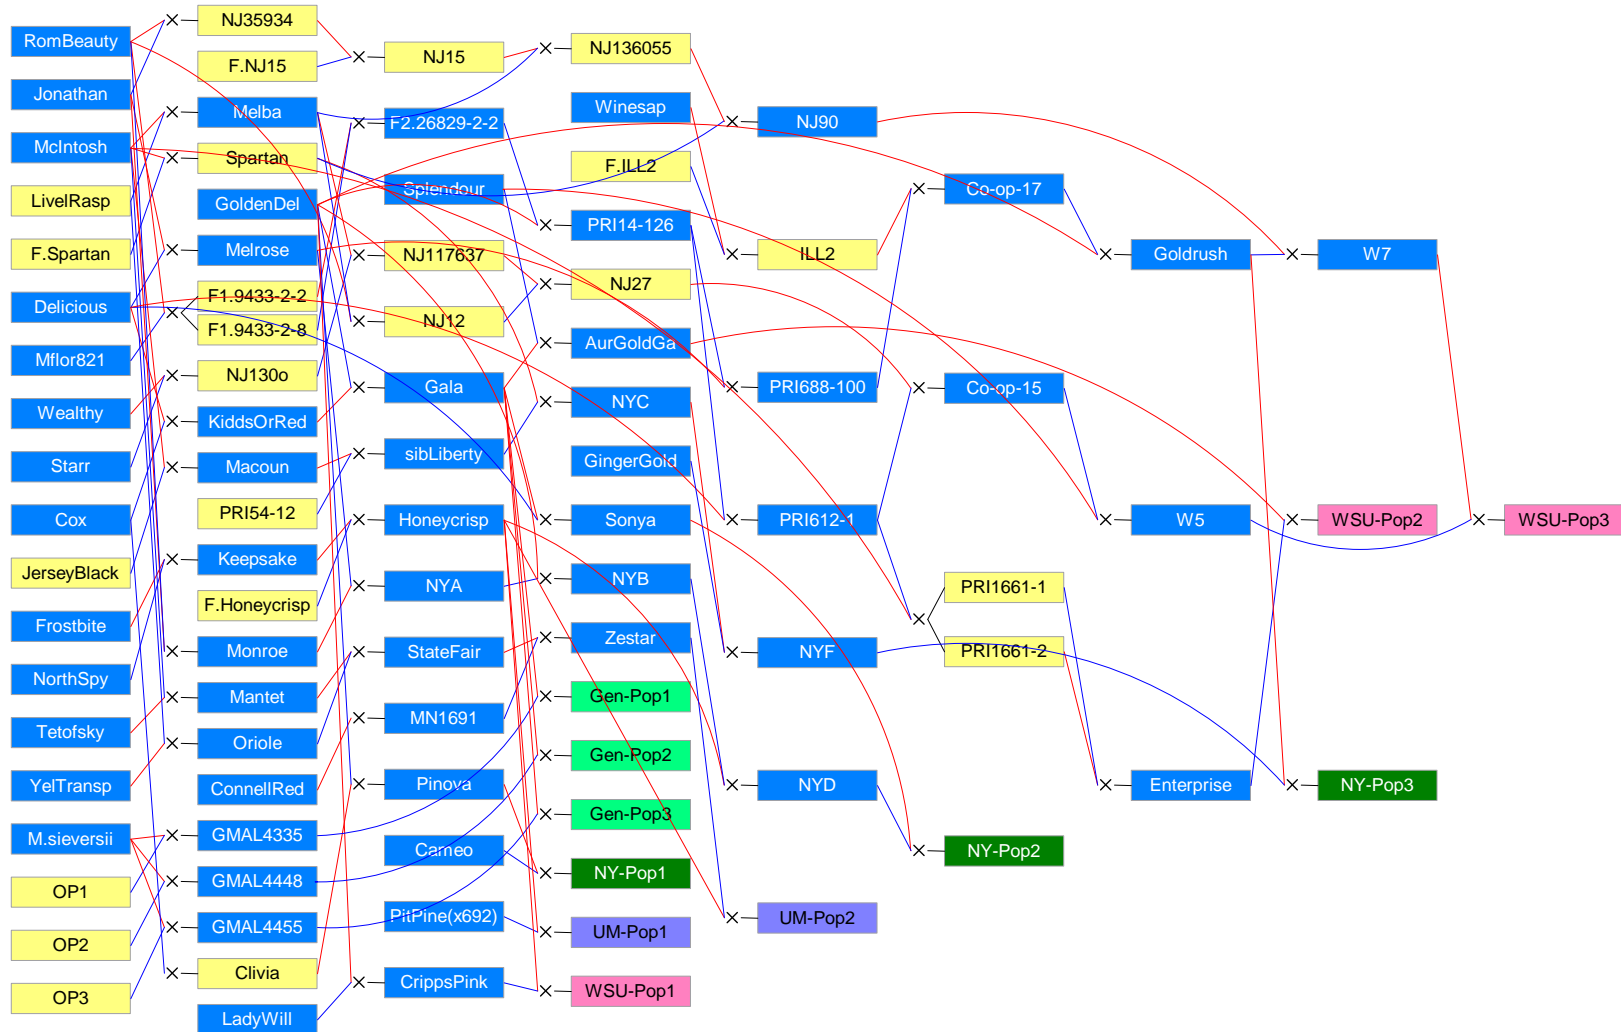 RomBeauty
Jonathan
McIntosh
LivelRasp
F.Spartan
Delicious
Mflor821
Wealthy
Starr
Cox
JerseyBlack
Frostbite
NorthSpy
Tetofsky
YelTransp
M.sieversii
OP1
OP2
OP3
NJ35934
F.NJ15
Melba
Spartan
GoldenDel
Melrose
F1.9433-2-2
F1.9433-2-8
NJ130o
KiddsOrRed
Macoun
PRI54-12
Keepsake
F.Honeycrisp
Monroe
Mantet
Oriole
ConnellRed
GMAL4335
GMAL4448
GMAL4455
Clivia
LadyWill
NJ15
F2.26829-2-2
Splendour
NJ117637
NJ12
Gala
sibLiberty
Honeycrisp
NYA
StateFair
MN1691
Pinova
Cameo
PitPine(x692)
CrippsPink
NJ136055
Winesap
F.ILL2
PRI14-126
NJ27
AurGoldGa
NYC
GingerGold
Sonya
NYB
Zestar
Gen-Pop1
Gen-Pop2
Gen-Pop3
NY-Pop1
UM-Pop1
WSU-Pop1
NJ90
ILL2
PRI688-100
PRI612-1
NYF
NYD
UM-Pop2
Co-op-17
Co-op-15
PRI1661-1
PRI1661-2
NY-Pop2
Goldrush
W5
Enterprise
W7
WSU-Pop2
NY-Pop3
WSU-Pop3